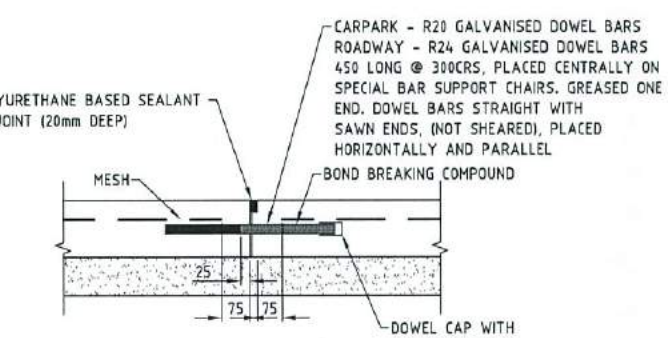 CARPARK - R20 GALVANISED DOWEL BARS
ROADWAY - R24 GALVANISED DOWEL BARS
450 LONG @ 300CRS, PLACED CENTRALLY ON
SPECIAL BAR SUPPORT CHAIRS. GREASED ONE
END. DOWEL BARS STRAIGHT WITH
SAWN ENDS, (NOT SHEARED), PLACED
HORIZONTALLY AND PARALLEL
YURETHANE BASED SEALANT
JOINT (20mm DEEP)
MESH
BOND BREAKING COMPOUND
25
75
75
DOWEL CAP WITH